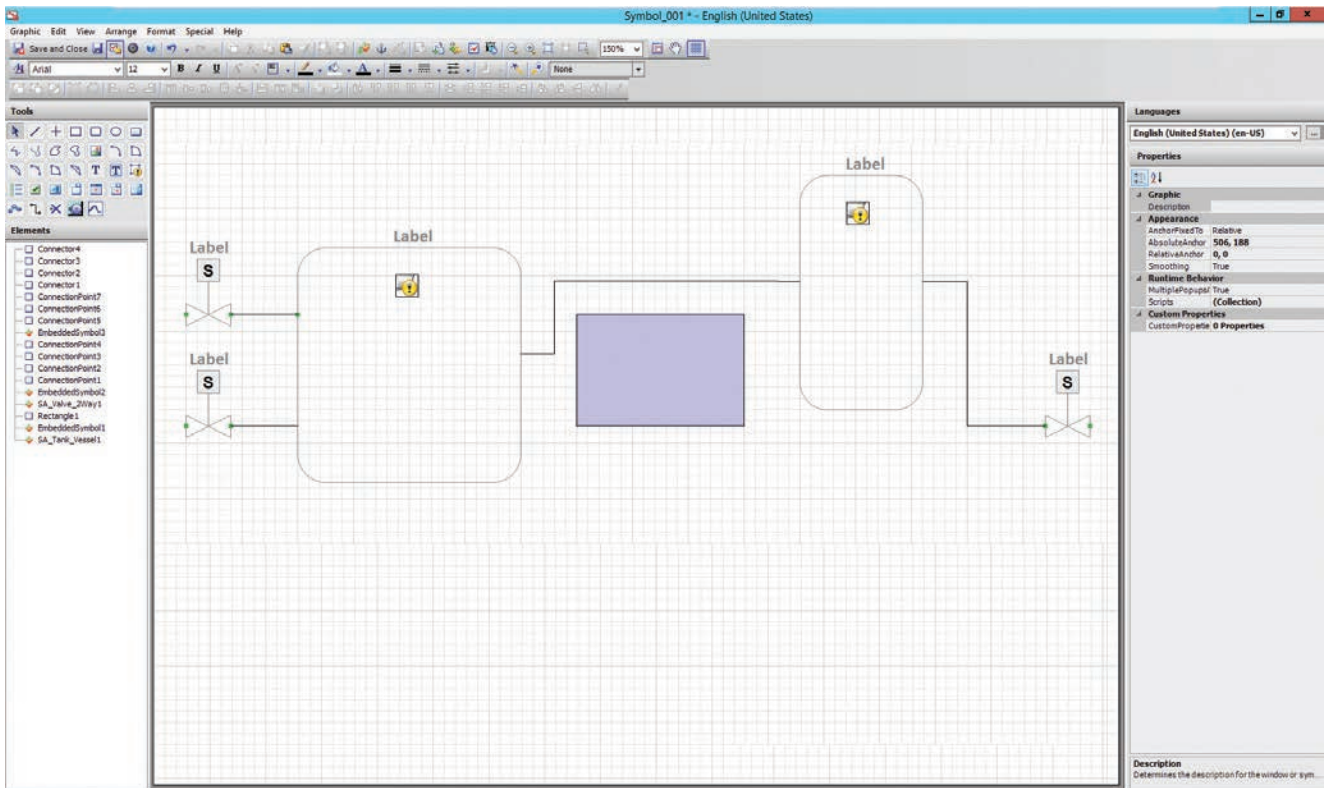 Symbol_001 * - English (United States)
Graphic Edit View Arrange Format Special Help
Save and Close
150%
Arial
12
B I U
None
Tools
T T
Elements
Connector4
Connector3
Connector2
Connector1
ConnectionPoint7
ConnectionPoint6
ConnectionPoint5
EmbeddedSymbol3
ConnectionPoint4
ConnectionPoint3
ConnectionPoint2
ConnectionPoint1
EmbeddedSymbol2
SA_Valve_2Way1
Rectangle1
EmbeddedSymbol1
SA_Tank_Vessel1
Label
S
Label
S
Label
Label
Label
S
Languages
English (United States) (en-US)
Properties
Graphic
Description
Appearance
AnchorFixedTo Relative
AbsoluteAnchor 506, 188
RelativeAnchor 0, 0
Smoothing True
Runtime Behavior
MultiplePopups True
Scripts (Collection)
Custom Properties
CustomPropertie 0 Properties
Description
Determines the description for the window or sym...